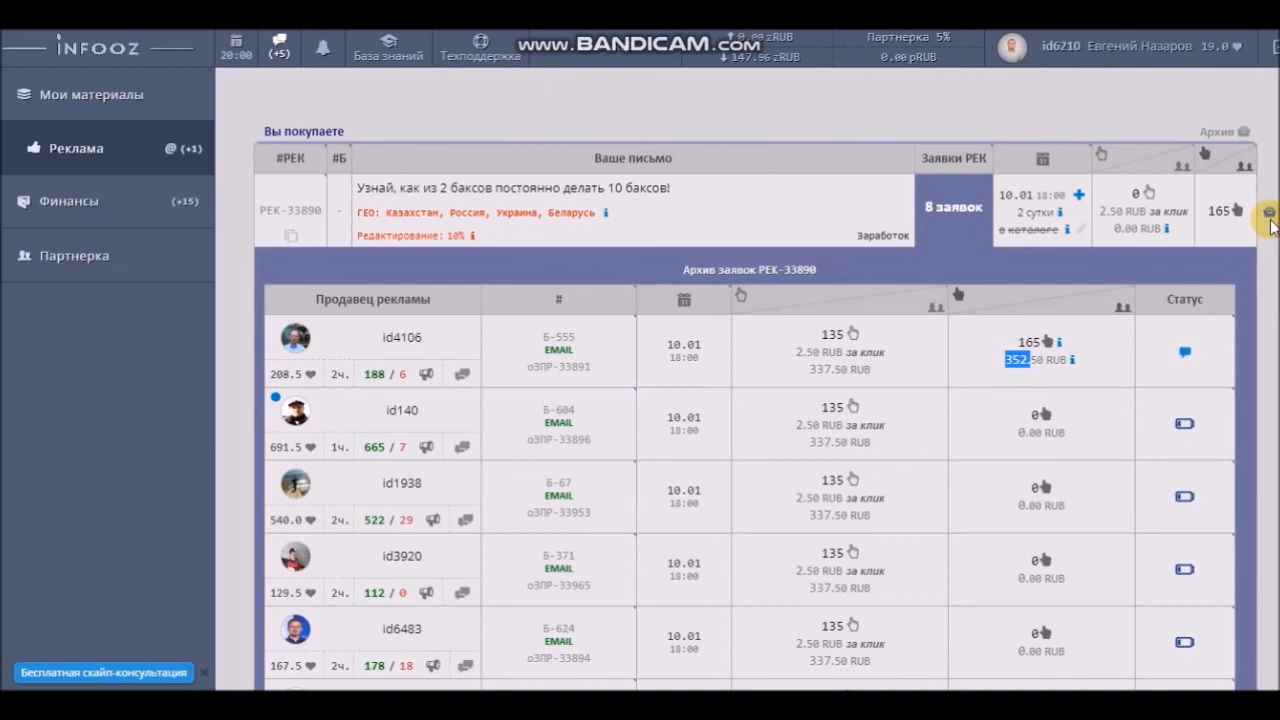 INFOOZ
20:00
(+5)
База знаний
Техподдержка
www.BANDICAM.com
zRUB
147.96 zRUB
Партнерка 5%
0.00 pRUB
id6210 Евгений Назаров 19.0
Мои материалы
Реклама @ (+1)
Финансы (+15)
Партнерка
Бесплатная скайп-консультация ×
Вы покупаете
Архив
#РЕК #Б Ваше письмо Заявки РЕК
РЕК-33890 -
Узнай, как из 2 баксов постоянно делать 10 баксов!
ГЕО: Казахстан, Россия, Украина, Беларусь
Редактирование: 10%
Заработок
8 заявок
10.01 18:00 +
2 сутки
в каталоге
0
2.50 RUB за клик
0.00 RUB
165
Архив заявок РЕК-33890
Продавец рекламы # Статус
id4106
208.5 2ч. 188 / 6
Б-555
EMAIL
оЗПР-33891
10.01
18:00
135
2.50 RUB за клик
337.50 RUB
165
352.50 RUB
id140
691.5 1ч. 665 / 7
Б-604
EMAIL
оЗПР-33896
10.01
18:00
135
2.50 RUB за клик
337.50 RUB
0
0.00 RUB
id1938
540.0 2ч. 522 / 29
Б-67
EMAIL
оЗПР-33953
10.01
18:00
135
2.50 RUB за клик
337.50 RUB
0
0.00 RUB
id3920
129.5 2ч. 112 / 0
Б-371
EMAIL
оЗПР-33965
10.01
18:00
135
2.50 RUB за клик
337.50 RUB
0
0.00 RUB
id6483
167.5 2ч. 178 / 18
Б-624
EMAIL
оЗПР-33894
10.01
18:00
135
2.50 RUB за клик
337.50 RUB
0
0.00 RUB